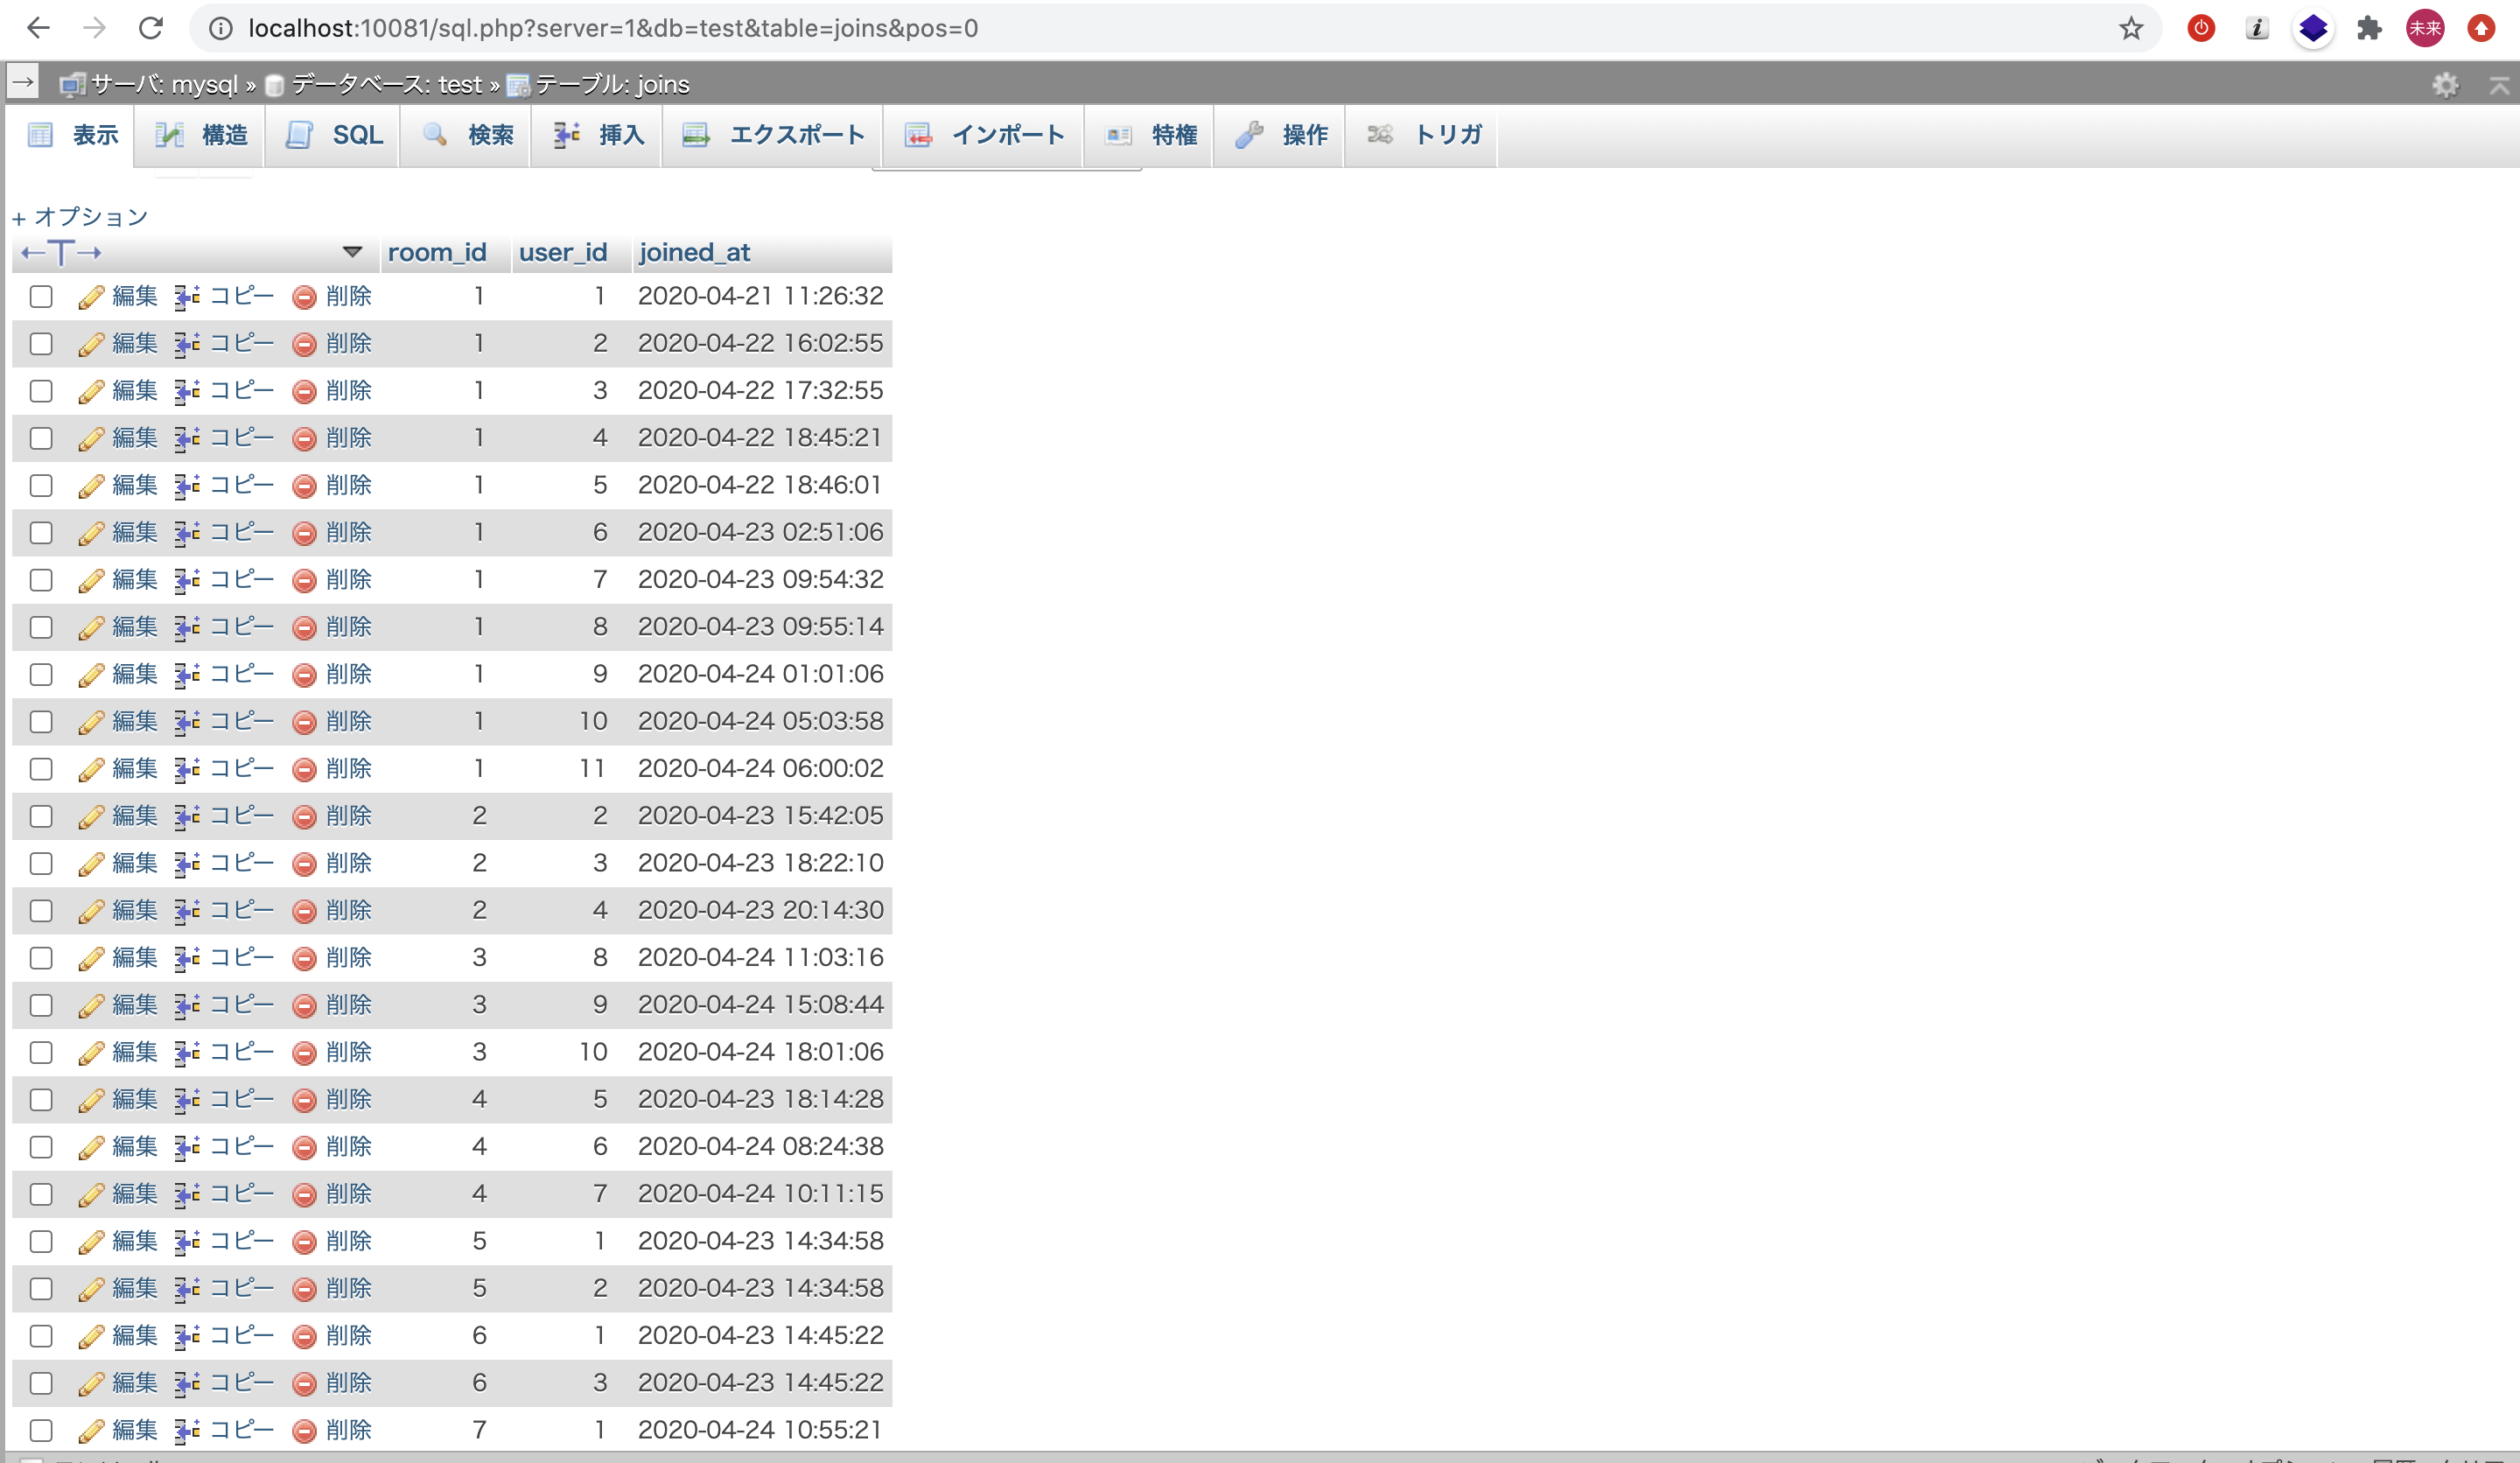 localhost:10081/sql.php?server=1&db=test&table=joins&pos=0 i 未来
→ サーバ: mysql » データベース: test » テーブル: joins
表示 構造 SQL 検索 挿入 エクスポート インポート 特権 操作 トリガ
+ オプション
←T→ room_id user_id joined_at
編集 コピー 削除 1 1 2020-04-21 11:26:32
編集 コピー 削除 1 2 2020-04-22 16:02:55
編集 コピー 削除 1 3 2020-04-22 17:32:55
編集 コピー 削除 1 4 2020-04-22 18:45:21
編集 コピー 削除 1 5 2020-04-22 18:46:01
編集 コピー 削除 1 6 2020-04-23 02:51:06
編集 コピー 削除 1 7 2020-04-23 09:54:32
編集 コピー 削除 1 8 2020-04-23 09:55:14
編集 コピー 削除 1 9 2020-04-24 01:01:06
編集 コピー 削除 1 10 2020-04-24 05:03:58
編集 コピー 削除 1 11 2020-04-24 06:00:02
編集 コピー 削除 2 2 2020-04-23 15:42:05
編集 コピー 削除 2 3 2020-04-23 18:22:10
編集 コピー 削除 2 4 2020-04-23 20:14:30
編集 コピー 削除 3 8 2020-04-24 11:03:16
編集 コピー 削除 3 9 2020-04-24 15:08:44
編集 コピー 削除 3 10 2020-04-24 18:01:06
編集 コピー 削除 4 5 2020-04-23 18:14:28
編集 コピー 削除 4 6 2020-04-24 08:24:38
編集 コピー 削除 4 7 2020-04-24 10:11:15
編集 コピー 削除 5 1 2020-04-23 14:34:58
編集 コピー 削除 5 2 2020-04-23 14:34:58
編集 コピー 削除 6 1 2020-04-23 14:45:22
編集 コピー 削除 6 3 2020-04-23 14:45:22
編集 コピー 削除 7 1 2020-04-24 10:55:21